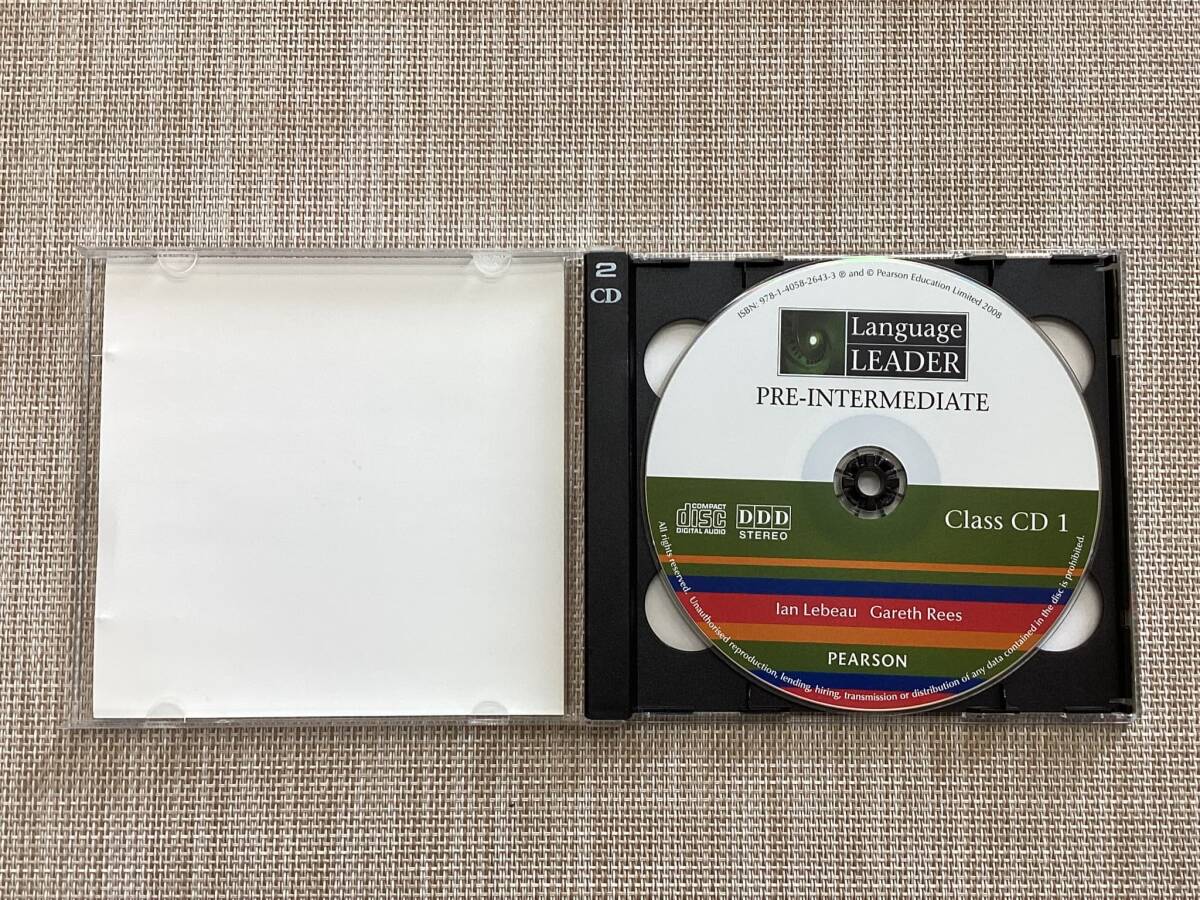 2
CD
ISBN: 978-1-4058-2643-3 ℗ and © Pearson Education Limited 2008
Language
LEADER
PRE-INTERMEDIATE
COMPACT
disc
DIGITAL AUDIO
DDD
STEREO
Class CD 1
Ian Lebeau Gareth Rees
PEARSON
All rights reserved. Unauthorised reproduction, lending, hiring, transmission or distribution of any data contained in the disc is prohibited.